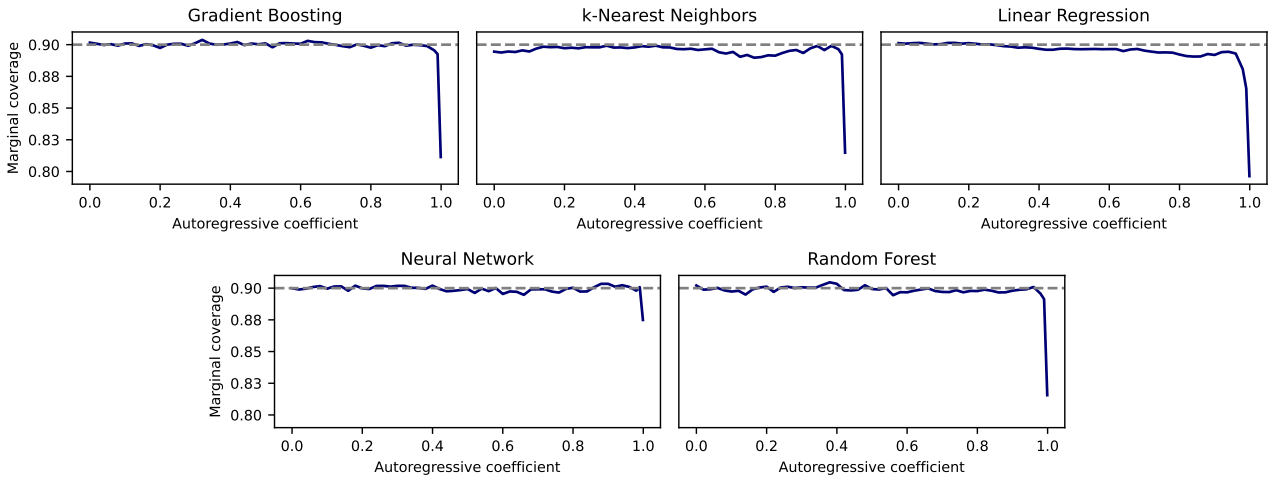 Gradient Boosting
k-Nearest Neighbors
Linear Regression
Marginal coverage
0.90
0.88
0.85
0.83
0.80
0.0 0.2 0.4 0.6 0.8 1.0
0.0 0.2 0.4 0.6 0.8 1.0
0.0 0.2 0.4 0.6 0.8 1.0
Autoregressive coefficient
Autoregressive coefficient
Autoregressive coefficient
Neural Network
Random Forest
Marginal coverage
0.90
0.88
0.85
0.83
0.80
0.0 0.2 0.4 0.6 0.8 1.0
0.0 0.2 0.4 0.6 0.8 1.0
Autoregressive coefficient
Autoregressive coefficient